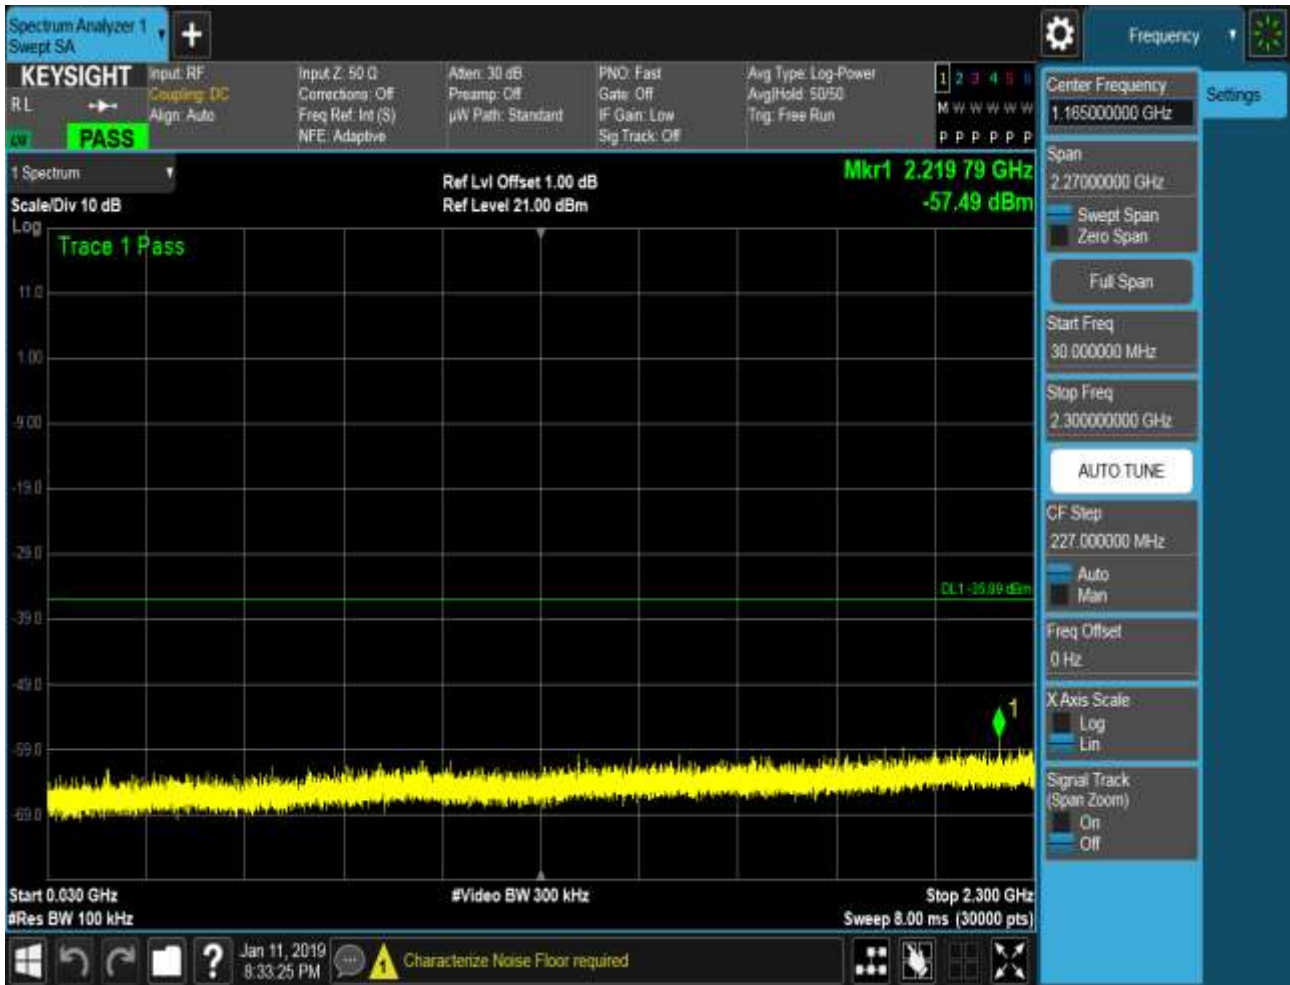 Spectrum Analyzer 1
Swept SA
Frequency
KEYSIGHT
RL
PASS
Input: RF
Coupling: DC
Align: Auto
Input Z: 50 Ω
Corrections: Off
Freq Ref: Int (S)
NFE: Adaptive
Atten: 30 dB
Preamp: Off
µW Path: Standard
PNO: Fast
Gate: Off
IF Gain: Low
Sig Track: Off
Avg Type: Log-Power
Avg|Hold: 50/50
Trig: Free Run
1 2 3 4 5 6
M W W W W W
P P P P P P
Center Frequency
1.165000000 GHz
Settings
1 Spectrum
Scale/Div 10 dB
Ref Lvl Offset 1.00 dB
Ref Level 21.00 dBm
Mkr1 2.219 79 GHz
-57.49 dBm
Log
Trace 1 Pass
11.0
1.00
-9.00
-19.0
-29.0
-39.0
-49.0
-59.0
-69.0
DL1 -35.99 dBm
1
Span
2.27000000 GHz
Swept Span
Zero Span
Full Span
Start Freq
30.000000 MHz
Stop Freq
2.300000000 GHz
AUTO TUNE
CF Step
227.000000 MHz
Auto
Man
Freq Offset
0 Hz
X Axis Scale
Log
Lin
Signal Track
(Span Zoom)
On
Off
Start 0.030 GHz
#Video BW 300 kHz
Stop 2.300 GHz
#Res BW 100 kHz
Sweep 8.00 ms (30000 pts)
?
Jan 11, 2019
8:33:25 PM
1
Characterize Noise Floor required